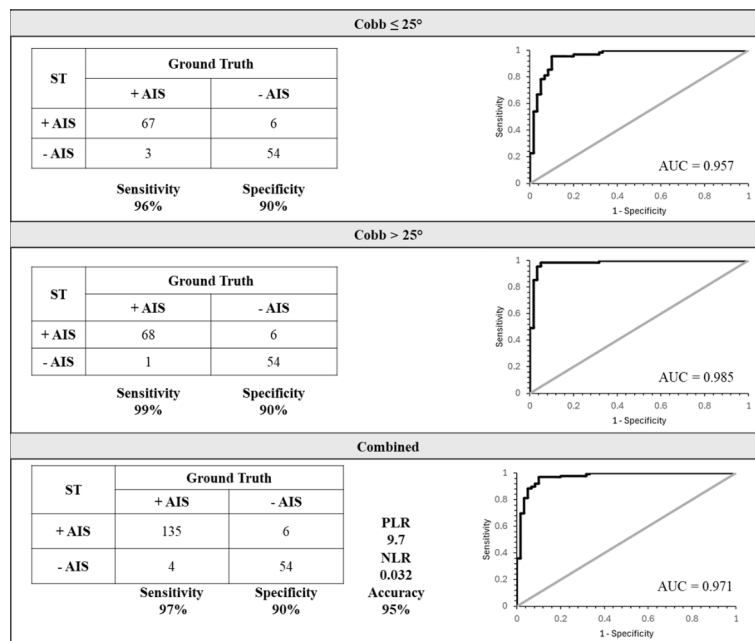 Cobb ≤ 25°
ST Ground Truth
+ AIS - AIS
+ AIS 67 6
- AIS 3 54
Sensitivity Specificity
96% 90%
Sensitivity
1
0.8
0.6
0.4
0.2
0
0 0.2 0.4 0.6 0.8 1
1 - Specificity
AUC = 0.957
Cobb > 25°
ST Ground Truth
+ AIS - AIS
+ AIS 68 6
- AIS 1 54
Sensitivity Specificity
99% 90%
Sensitivity
1
0.8
0.6
0.4
0.2
0
0 0.2 0.4 0.6 0.8 1
1 - Specificity
AUC = 0.985
Combined
ST Ground Truth
+ AIS - AIS
+ AIS 135 6
- AIS 4 54
Sensitivity Specificity
97% 90%
PLR
9.7
NLR
0.032
Accuracy
95%
Sensitivity
1
0.8
0.6
0.4
0.2
0
0 0.2 0.4 0.6 0.8 1
1 - Specificity
AUC = 0.971